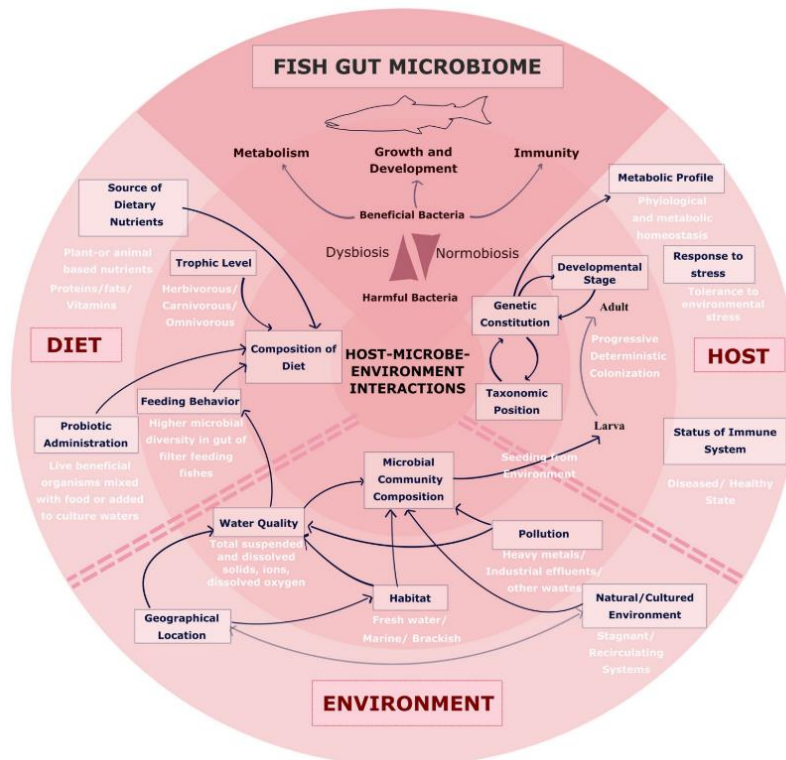 FISH GUT MICROBIOME
Metabolism
Growth and
Development
Immunity
Beneficial Bacteria
Dysbiosis
Normobiosis
Harmful Bacteria
HOST-MICROBE-
ENVIRONMENT
INTERACTIONS
Source of
Dietary
Nutrients
Plant-or animal
based nutrients
Proteins/fats/
Vitamins
Trophic Level
Herbivorous/
Carnivorous/
Omnivorous
DIET
Composition of
Diet
Feeding Behavior
Higher microbial
diversity in gut of
filter feeding
fishes
Probiotic
Administration
Live beneficial
organisms mixed
with food or added
to culture waters
Metabolic Profile
Phyiological
and metabolic
homeostasis
Response to
stress
Tolerance to
environmental
stress
Developmental
Stage
Genetic
Constitution
Adult
Progressive
Deterministic
Colonization
HOST
Taxonomic
Position
Larva
Status of Immune
System
Diseased/ Healthy
State
Seeding from
Environment
Microbial
Community
Composition
Water Quality
Total suspended
and dissolved
solids, ions,
dissolved oxygen
Pollution
Heavy metals/
Industrial effluents/
other wastes
Geographical
Location
Habitat
Fresh water/
Marine/ Brackish
Natural/Cultured
Environment
Stagnant/
Recirculating
Systems
ENVIRONMENT